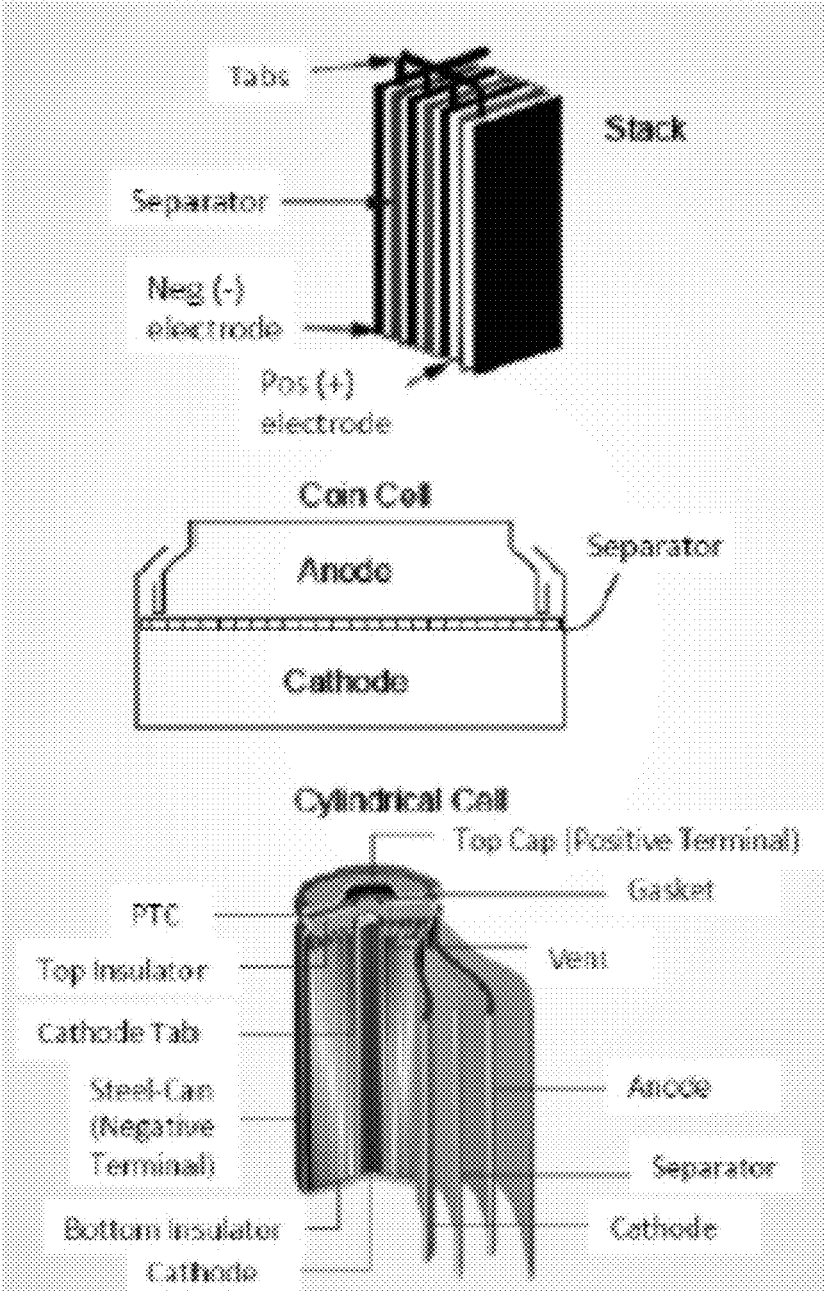 Tabs
Stack
Separator
Neg (-)
electrode
Pos (+)
electrode
Coin Cell
Anode
Separator
Cathode
Cylindrical Cell
Top Cap (Positive Terminal)
PTC
Gasket
Top Insulator
Vent
Cathode Tab
Steel-Can
(Negative
Terminal)
Anode
Separator
Bottom Insulator
Cathode
Cathode